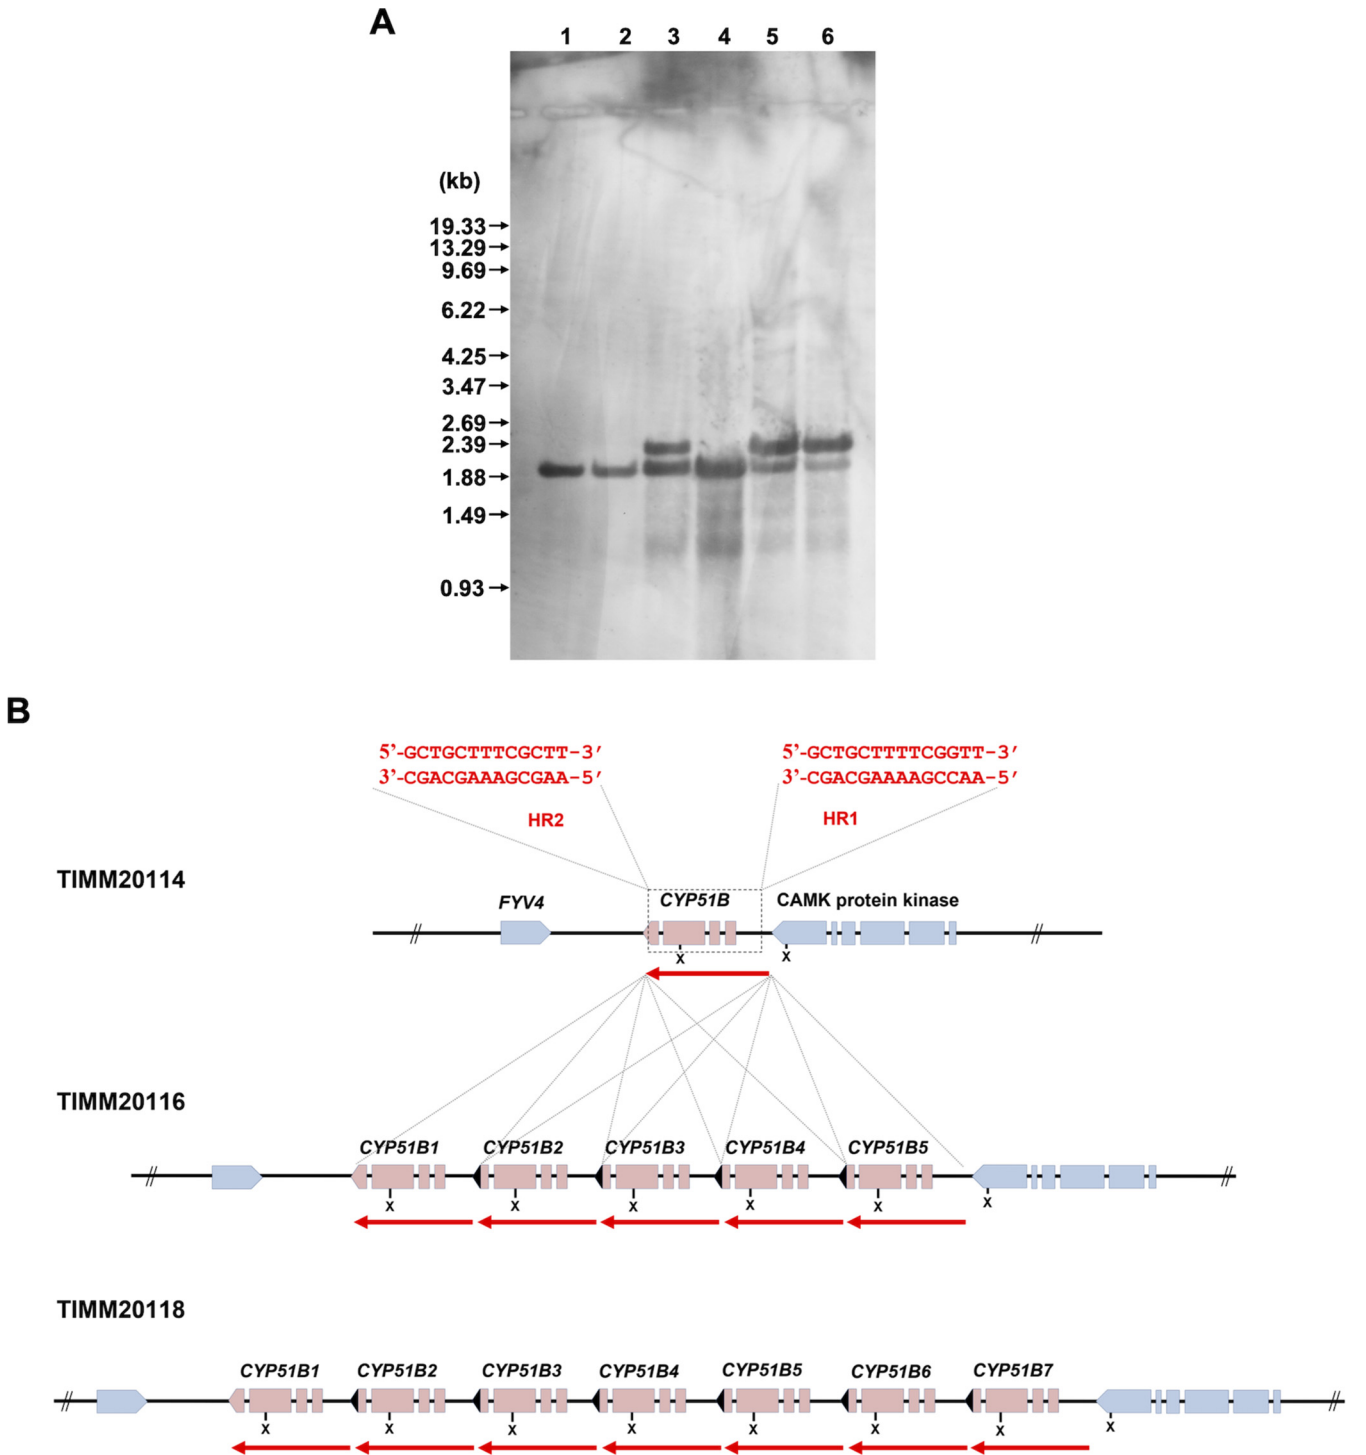 A
1 2 3 4 5 6
(kb)
19.33
13.29
9.69
6.22
4.25
3.47
2.69
2.39
1.88
1.49
0.93
B
5’-GCTGCTTTCGCTT-3′ 5’-GCTGCTTTTCGGTT-3′
3’-CGACGAAAGCGAA-5′ 3’-CGACGAAAAGCCAA-5′
HR2 HR1
TIMM20114
FYV4 CYP51B CAMK protein kinase
// //
x x
TIMM20116
CYP51B1 CYP51B2 CYP51B3 CYP51B4 CYP51B5
// //
x x x x x x
TIMM20118
CYP51B1 CYP51B2 CYP51B3 CYP51B4 CYP51B5 CYP51B6 CYP51B7
// //
x x x x x x x x